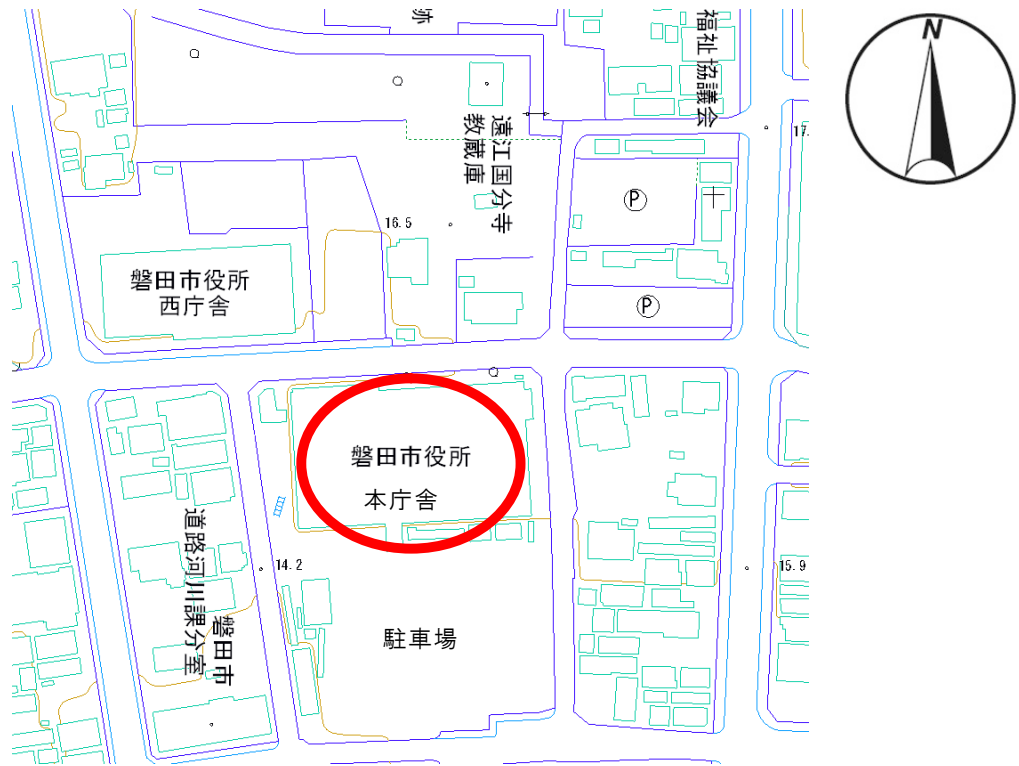 跡
福祉協議会
N
17.
遠江国分寺
教蔵庫
P
16.5
磐田市役所
西庁舎
P
磐田市役所
本庁舎
道路河川課分室
磐田市
14.2
15.9
駐車場